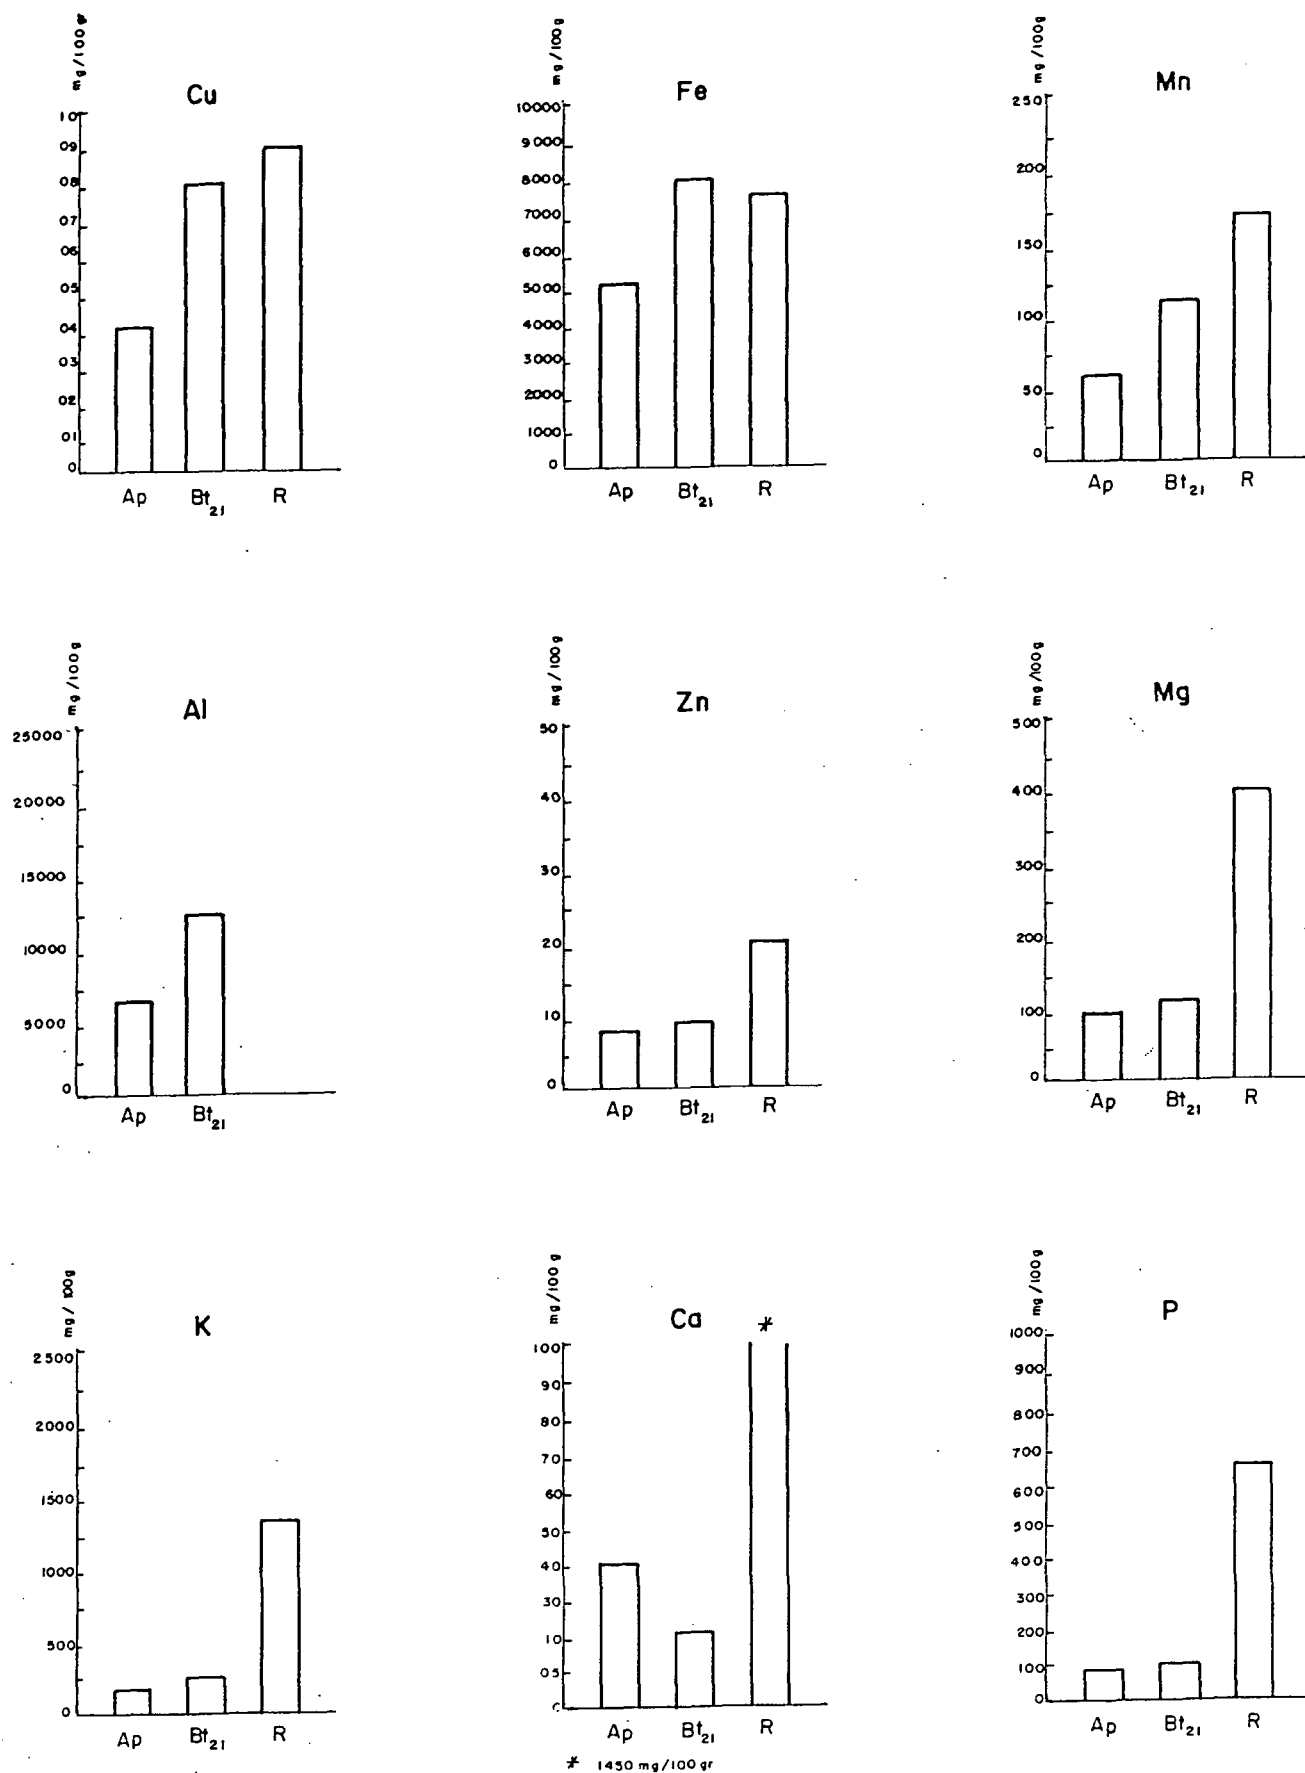 mg/100gr
Cu
10
09
08
07
06
05
04
03
02
01
0
Ap Bt21 R
mg/100g
Fe
10000
9000
8000
7000
6000
5000
4000
3000
2000
1000
0
Ap Bt21 R
mg/100g
Mn
250
200
150
100
50
0
Ap Bt21 R
mg/100g
Al
25000
20000
15000
10000
5000
0
Ap Bt21
mg/100g
Zn
50
40
30
20
10
0
Ap Bt21 R
mg/100g
Mg
500
400
300
200
100
0
Ap Bt21 R
mg/100g
K
2500
2000
1500
1000
500
0
Ap Bt21 R
mg/100g
Ca
*
100
90
80
70
60
50
40
30
10
05
0
Ap Bt21 R
* 1450 mg/100 gr
mg/100g
P
1000
900
800
700
600
500
400
300
200
100
0
Ap Bt21 R